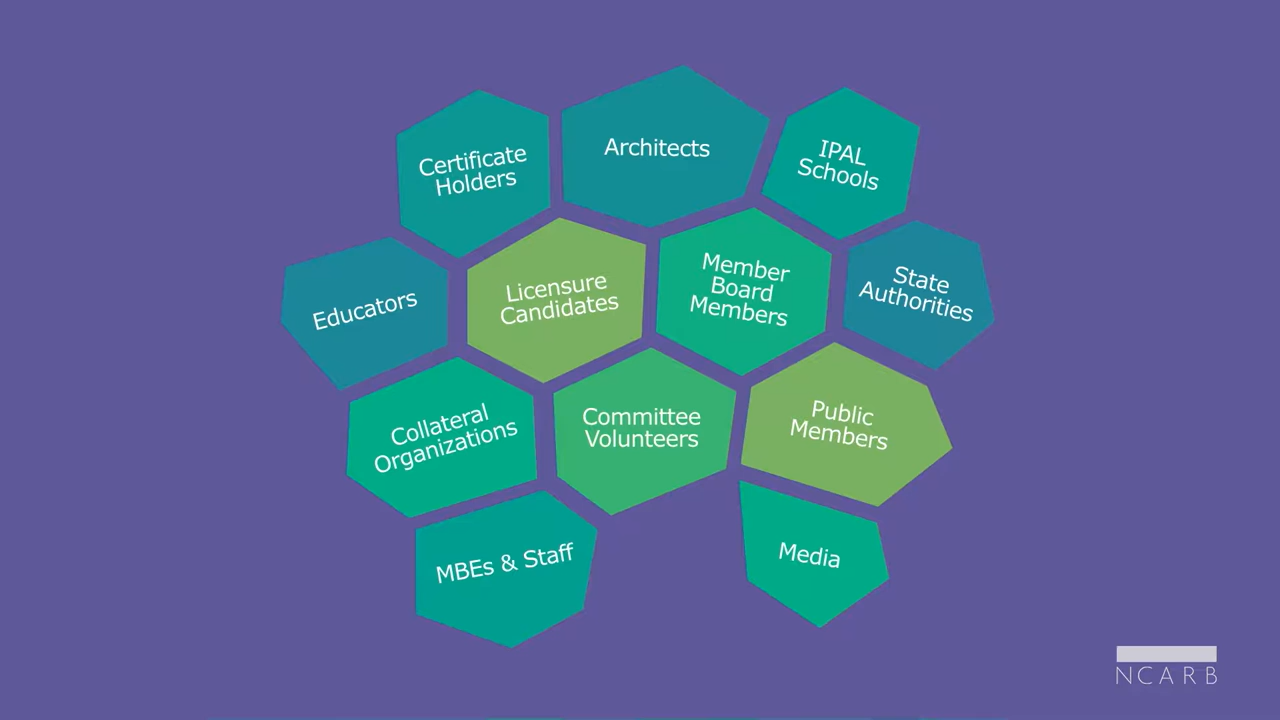 Certificate
Holders
Architects
IPAL
Schools
Educators
Licensure
Candidates
Member
Board
Members
State
Authorities
Collateral
Organizations
Committee
Volunteers
Public
Members
MBEs & Staff
Media
NCARB